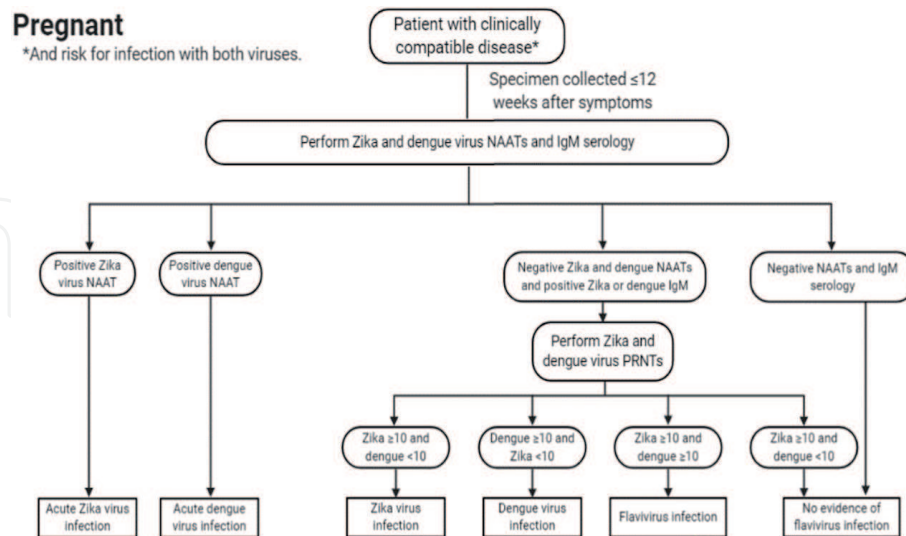 Pregnant
*And risk for infection with both viruses.
Patient with clinically
compatible disease*
Specimen collected ≤12
weeks after symptoms
Perform Zika and dengue virus NAATs and IgM serology
Positive Zika
virus NAAT
Positive dengue
virus NAAT
Negative Zika and dengue NAATs
and positive Zika or dengue IgM
Negative NAATs and IgM
serology
Perform Zika and
dengue virus PRNTs
Zika ≥10 and
dengue <10
Dengue ≥10 and
Zika <10
Zika ≥10 and
dengue ≥10
Zika ≥10 and
dengue <10
Acute Zika virus
infection
Acute dengue
virus infection
Zika virus
infection
Dengue virus
infection
Flavivirus infection
No evidence of
flavivirus infection